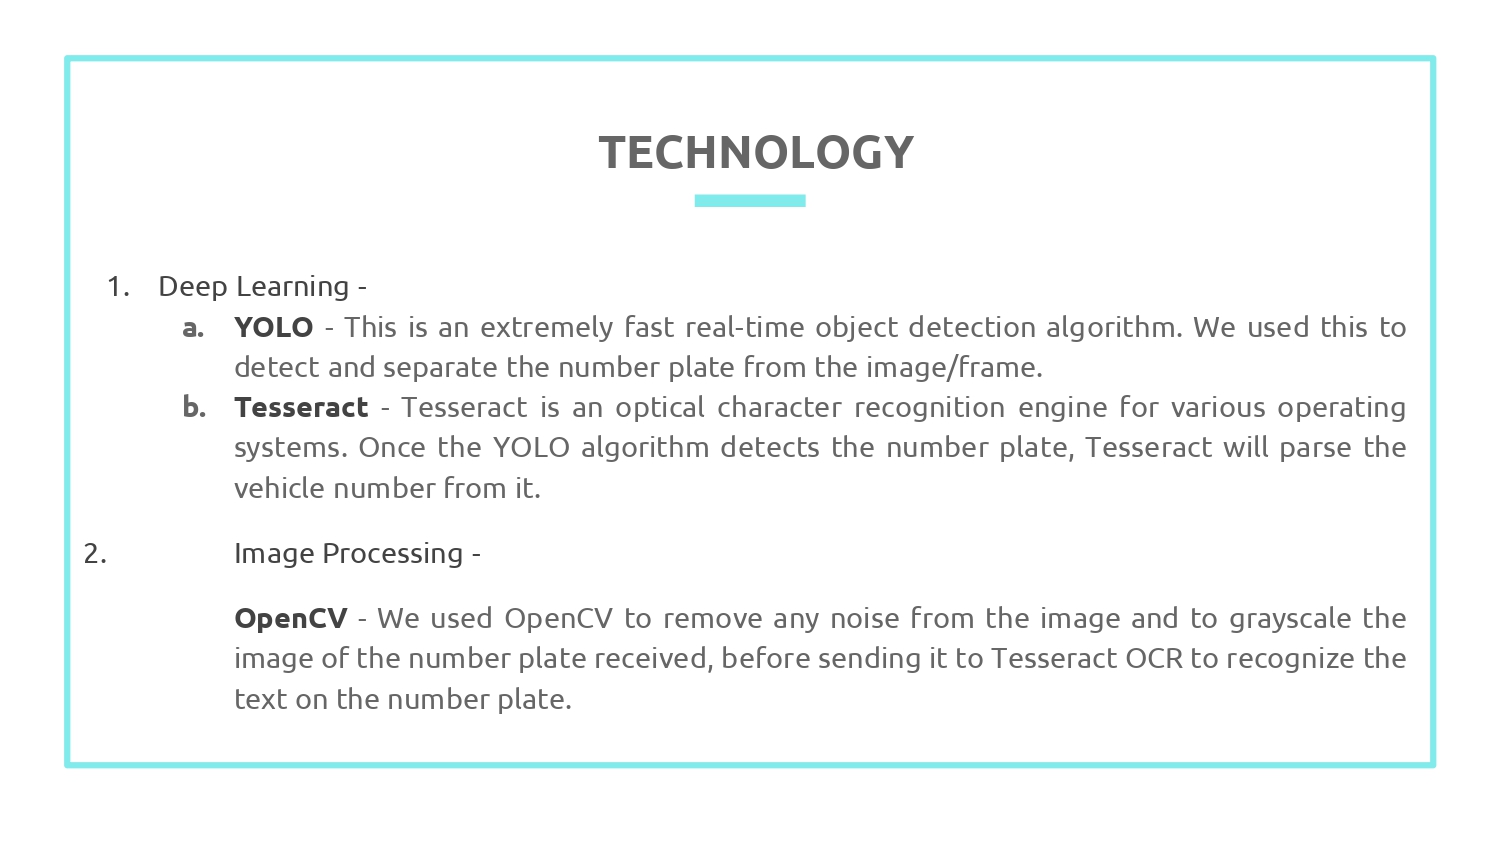 TECHNOLOGY
1. Deep Learning -
a. YOLO - This is an extremely fast real-time object detection algorithm. We used this to
detect and separate the number plate from the image/frame.
b. Tesseract - Tesseract is an optical character recognition engine for various operating
systems. Once the YOLO algorithm detects the number plate, Tesseract will parse the
vehicle number from it.
2. Image Processing -
OpenCV - We used OpenCV to remove any noise from the image and to grayscale the
image of the number plate received, before sending it to Tesseract OCR to recognize the
text on the number plate.